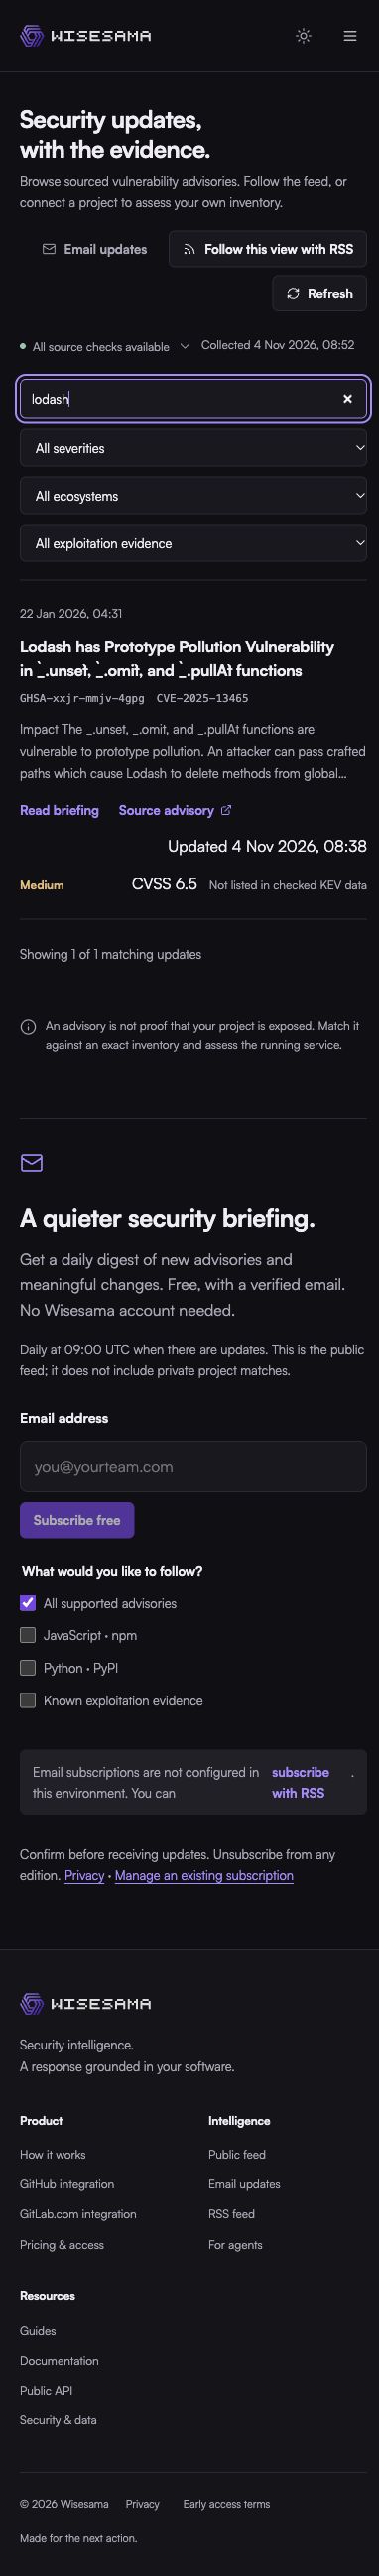 WISESAMA
Security updates,
with the evidence.
Browse sourced vulnerability advisories. Follow the feed, or
connect a project to assess your own inventory.
Email updates
Follow this view with RSS
Refresh
All source checks available
Collected 4 Nov 2026, 08:52
lodash
All severities
All ecosystems
All exploitation evidence
22 Jan 2026, 04:31
Lodash has Prototype Pollution Vulnerability
in `_.unset`, `_.omit`, and `_.pullAt` functions
GHSA-xxjr-mmjv-4gpg CVE-2025-13465
Impact The _.unset, _.omit, and _.pullAt functions are
vulnerable to prototype pollution. An attacker can pass crafted
paths which cause Lodash to delete methods from global...
Read briefing Source advisory
Updated 4 Nov 2026, 08:38
Medium CVSS 6.5 Not listed in checked KEV data
Showing 1 of 1 matching updates
An advisory is not proof that your project is exposed. Match it
against an exact inventory and assess the running service.
A quieter security briefing.
Get a daily digest of new advisories and
meaningful changes. Free, with a verified email.
No Wisesama account needed.
Daily at 09:00 UTC when there are updates. This is the public
feed; it does not include private project matches.
Email address
you@yourteam.com
Subscribe free
What would you like to follow?
All supported advisories
JavaScript · npm
Python · PyPI
Known exploitation evidence
Email subscriptions are not configured in
this environment. You can
subscribe
with RSS
.
Confirm before receiving updates. Unsubscribe from any
edition. Privacy · Manage an existing subscription
WISESAMA
Security intelligence.
A response grounded in your software.
Product
How it works
GitHub integration
GitLab.com integration
Pricing & access
Intelligence
Public feed
Email updates
RSS feed
For agents
Resources
Guides
Documentation
Public API
Security & data
© 2026 Wisesama Privacy Early access terms
Made for the next action.